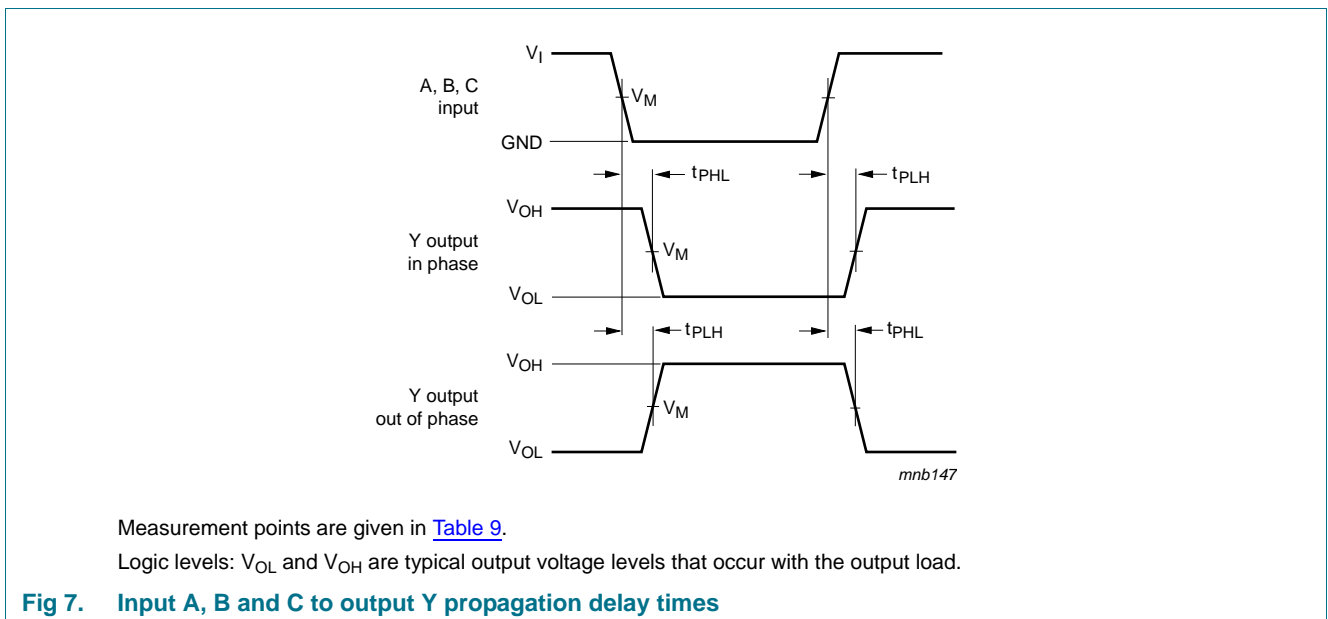 V_I
A, B, C
input
V_M
GND
t_PHL
t_PLH
V_OH
Y output
in phase
V_M
V_OL
t_PLH
t_PHL
V_OH
Y output
out of phase
V_M
V_OL
mnb147
Measurement points are given in Table 9.
Logic levels: V_OL and V_OH are typical output voltage levels that occur with the output load.
Fig 7. Input A, B and C to output Y propagation delay times